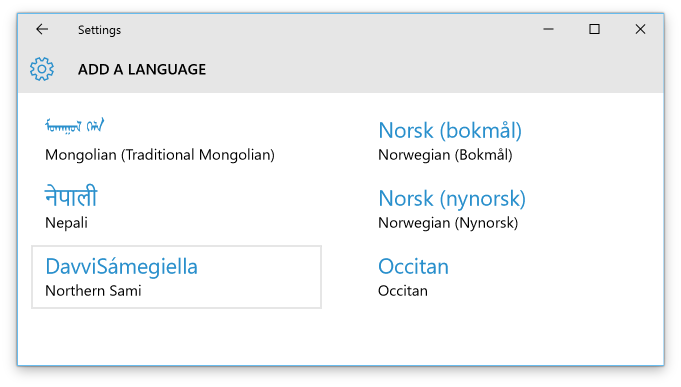 Settings
ADD A LANGUAGE
Mongolian (Traditional Mongolian)
नेपाली
Nepali
DavviSámegiella
Northern Sami
Norsk (bokmål)
Norwegian (Bokmål)
Norsk (nynorsk)
Norwegian (Nynorsk)
Occitan
Occitan